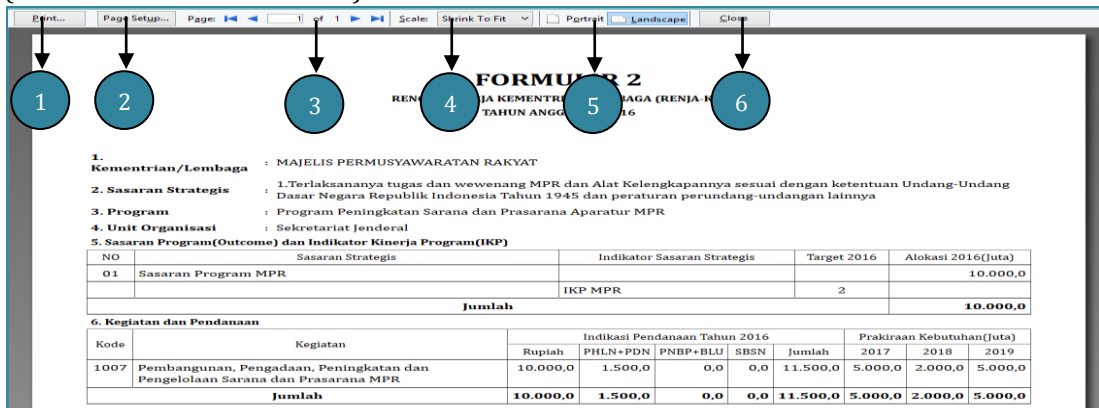 Print... Page Setup... Page: 1 of 1 Scale: Shrink To Fit Portrait Landscape Close
1 2 3 4 5 6
2
TAHUN
16
1.
Kementrian/Lembaga : MAJELIS PERMUSYAWARATAN RAKYAT
2. Sasaran Strategis : 1.Terlaksananya tugas dan wewenang MPR dan Alat Kelengkapannya sesuai dengan ketentuan Undang-Undang
Dasar Negara Republik Indonesia Tahun 1945 dan peraturan perundang-undangan lainnya
3. Program : Program Peningkatan Sarana dan Prasarana Aparatur MPR
4. Unit Organisasi : Sekretariat Jenderal
5. Sasaran Program(Outcome) dan Indikator Kinerja Program(IKP)
NO Sasaran Strategis Indikator Sasaran Strategis Target 2016 Alokasi 2016(Juta)
01 Sasaran Program MPR 10.000,0
IKP MPR 2
Jumlah 10.000,0
6. Kegiatan dan Pendanaan
Kode Kegiatan Indikasi Pendanaan Tahun 2016 Prakiraan Kebutuhan(Juta)
Rupiah PHLN+PDN PNBP+BLU SBSN Jumlah 2017 2018 2019
1007 Pembangunan, Pengadaan, Peningkatan dan
Pengelolaan Sarana dan Prasarana MPR 10.000,0 1.500,0 0,0 0,0 11.500,0 5.000,0 2.000,0 5.000,0
Jumlah 10.000,0 1.500,0 0,0 0,0 11.500,0 5.000,0 2.000,0 5.000,0